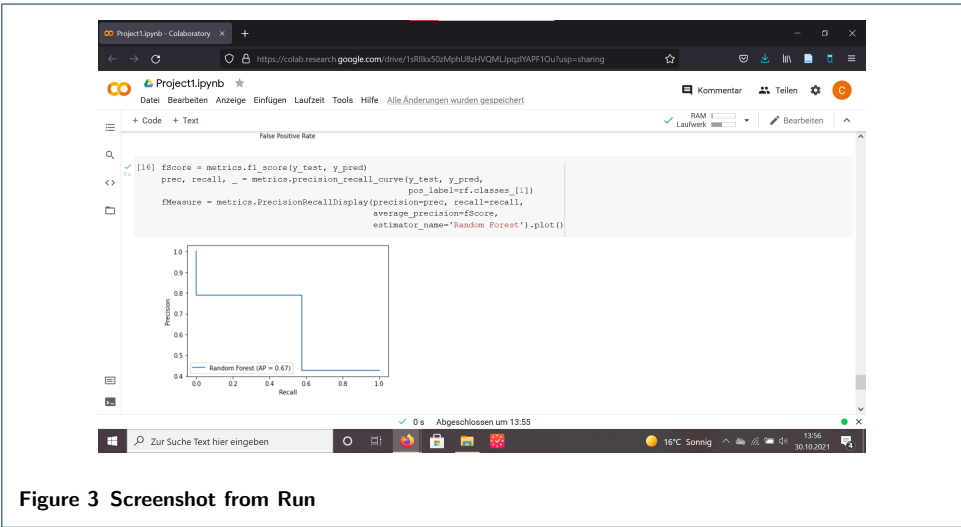 Project1.ipynb - Colaboratory
https://colab.research.google.com/drive/1sRIlkxS0zMphU8zHVQMLJpqzlYAPF1Ou?usp=sharing
Project1.ipynb
Kommentar Teilen C
Datei Bearbeiten Anzeige Einfügen Laufzeit Tools Hilfe Alle Änderungen wurden gespeichert
+ Code + Text
RAM
Laufwerk
Bearbeiten
False Positive Rate
[16] fScore = metrics.f1_score(y_test, y_pred)
prec, recall, _ = metrics.precision_recall_curve(y_test, y_pred,
pos_label=rf.classes_[1])
fMeasure = metrics.PrecisionRecallDisplay(precision=prec, recall=recall,
average_precision=fScore,
estimator_name='Random Forest').plot()
0 s
1.0
0.9
0.8
0.7
0.6
0.5
0.4
Precision
Random Forest (AP = 0.67)
0.0 0.2 0.4 0.6 0.8 1.0
Recall
0 s Abgeschlossen um 13:55
Zur Suche Text hier eingeben
16°C Sonnig
13:56
30.10.2021
4
Figure 3 Screenshot from Run